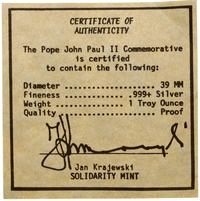 CERTIFICATE OF
AUTHENTICITY
The Pope John Paul II Commemorative
is certified
to contain the following:
Diameter .................... 39 MM
Fineness .............. .999+ Silver
Weight ............... 1 Troy Ounce
Quality ...................... Proof
Jan Krajewski
SOLIDARITY MINT